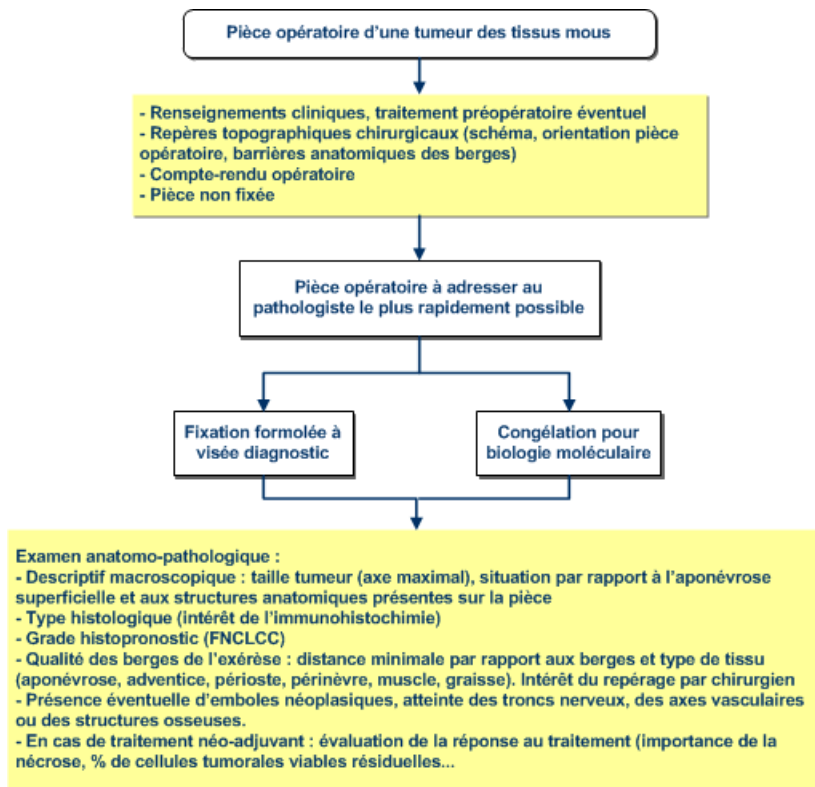 Pièce opératoire d'une tumeur des tissus mous
- Renseignements cliniques, traitement préopératoire éventuel
- Repères topographiques chirurgicaux (schéma, orientation pièce
opératoire, barrières anatomiques des berges)
- Compte-rendu opératoire
- Pièce non fixée
Pièce opératoire à adresser au
pathologiste le plus rapidement possible
Fixation formolée à
visée diagnostic
Congélation pour
biologie moléculaire
Examen anatomo-pathologique :
- Descriptif macroscopique : taille tumeur (axe maximal), situation par rapport à l'aponévrose
superficielle et aux structures anatomiques présentes sur la pièce
- Type histologique (intérêt de l'immunohistochimie)
- Grade histopronostic (FNCLCC)
- Qualité des berges de l'exérèse : distance minimale par rapport aux berges et type de tissu
(aponévrose, adventice, périoste, périnèvre, muscle, graisse). Intérêt du repérage par chirurgien
- Présence éventuelle d'emboles néoplasiques, atteinte des troncs nerveux, des axes vasculaires
ou des structures osseuses.
- En cas de traitement néo-adjuvant : évaluation de la réponse au traitement (importance de la
nécrose, % de cellules tumorales viables résiduelles...